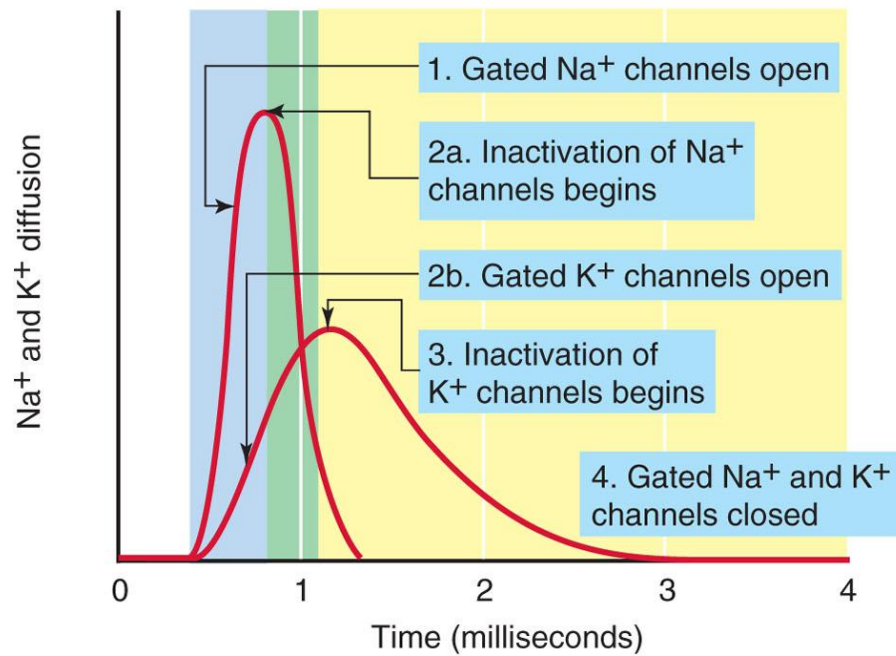 1. Gated Na+ channels open
2a. Inactivation of Na+
channels begins
2b. Gated K+ channels open
3. Inactivation of
K+ channels begins
4. Gated Na+ and K+
channels closed
Na+ and K+ diffusion
0 1 2 3 4
Time (milliseconds)